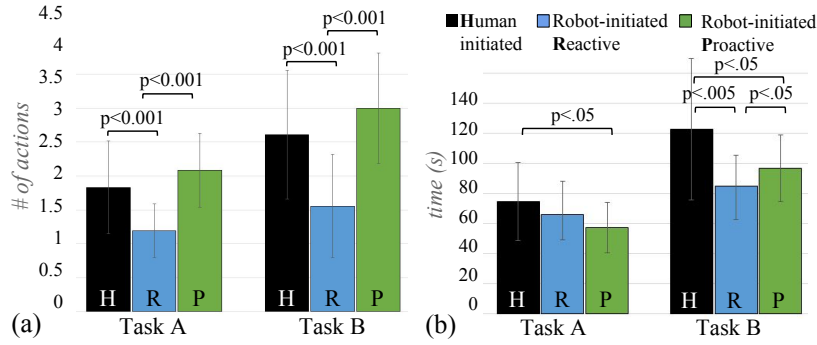 4.5
4
3.5
3
2.5
2
1.5
1
0.5
0
# of actions
p<0.001
p<0.001
p<0.001
p<0.001
H R P
H R P
Task A
Task B
(a)
Human initiated
Robot-initiated Reactive
Robot-initiated Proactive
140
120
100
80
60
40
20
0
time (s)
p<.05
p<.05
p<.005
p<.05
H R P
H R P
Task A
Task B
(b)